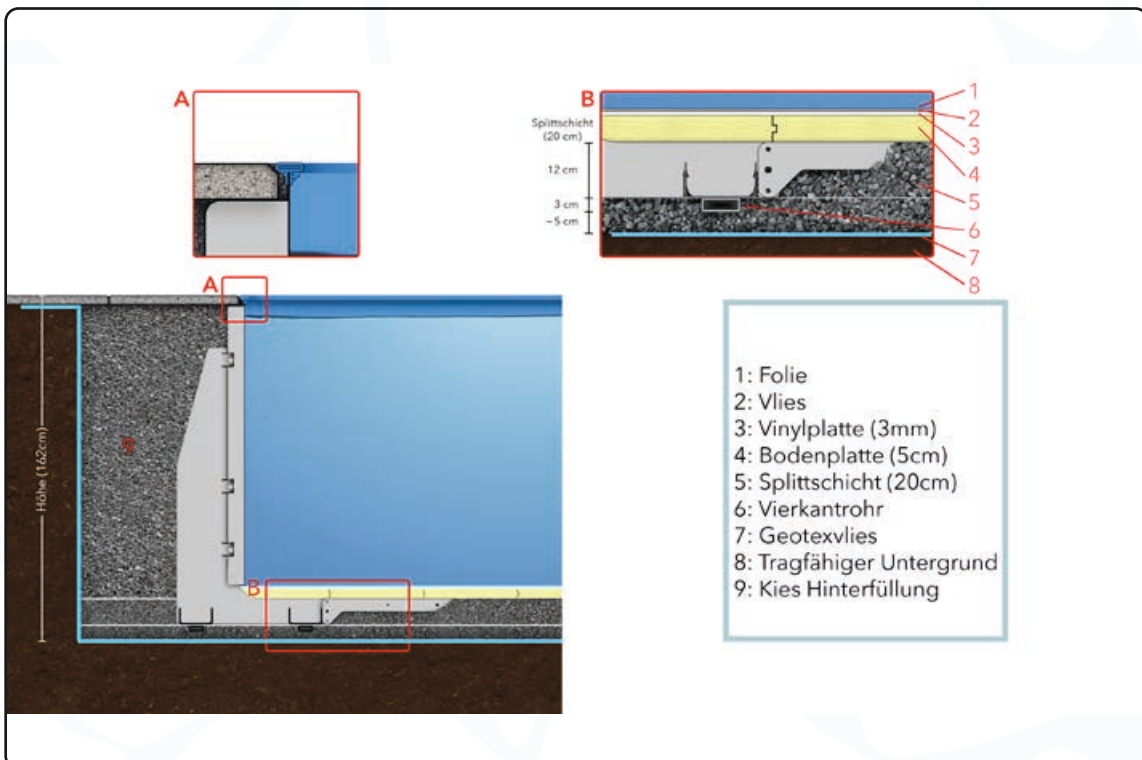 A
B
Splittschicht
(20 cm)
12 cm
3 cm
~5 cm
1
2
3
4
5
6
7
8
A
Höhe (162cm)
9
B
1: Folie
2: Vlies
3: Vinylplatte (3mm)
4: Bodenplatte (5cm)
5: Splittschicht (20cm)
6: Vierkantrohr
7: Geotexvlies
8: Tragfähiger Untergrund
9: Kies Hinterfüllung